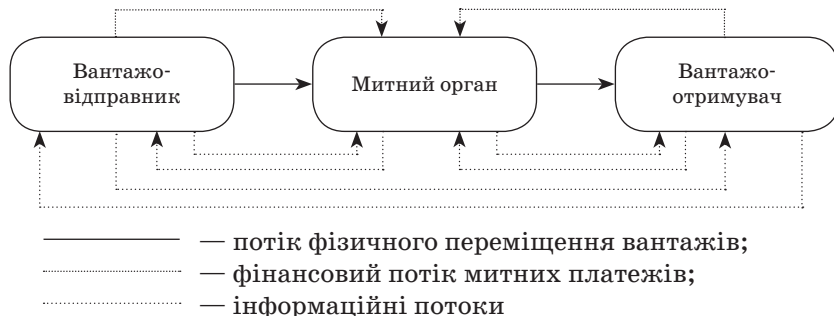 Вантажо-
відправник
Митний орган
Вантажо-
отримувач
— потік фізичного переміщення вантажів;
— фінансовий потік митних платежів;
— інформаційні потоки